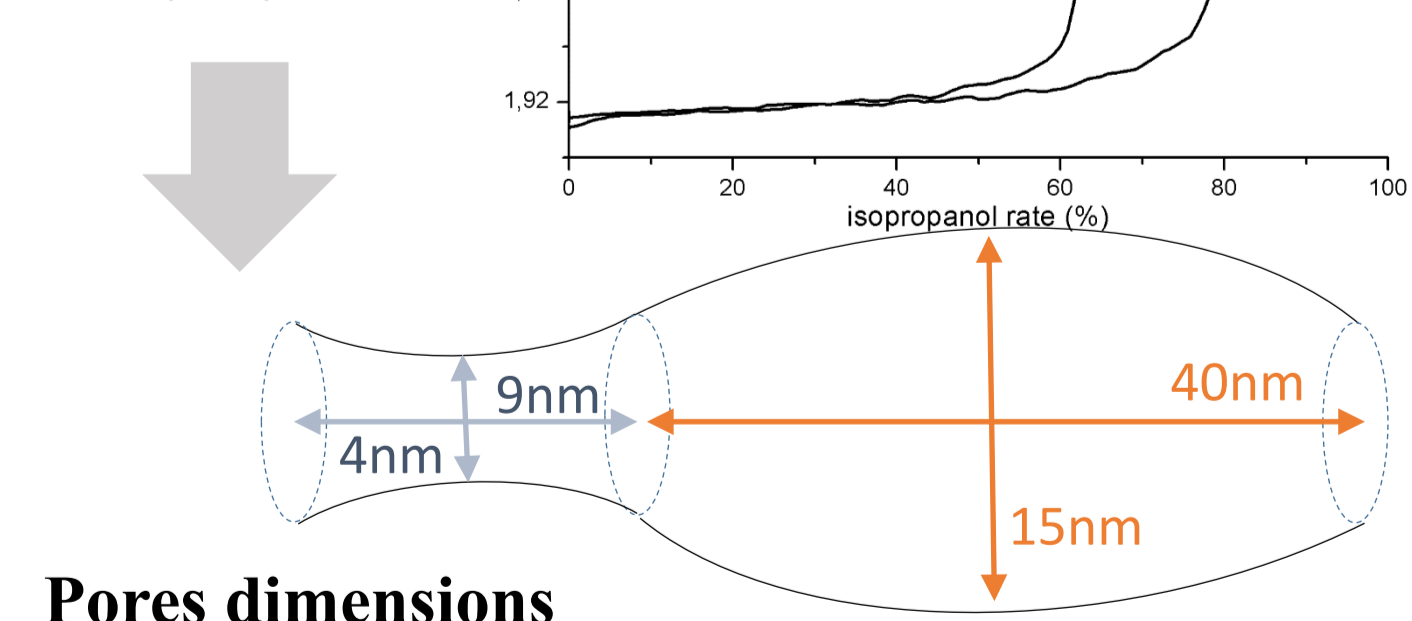 1,92
0 20 40 60 80 100
isopropanol rate (%)
9nm
40nm
4nm
15nm
Pores dimensions